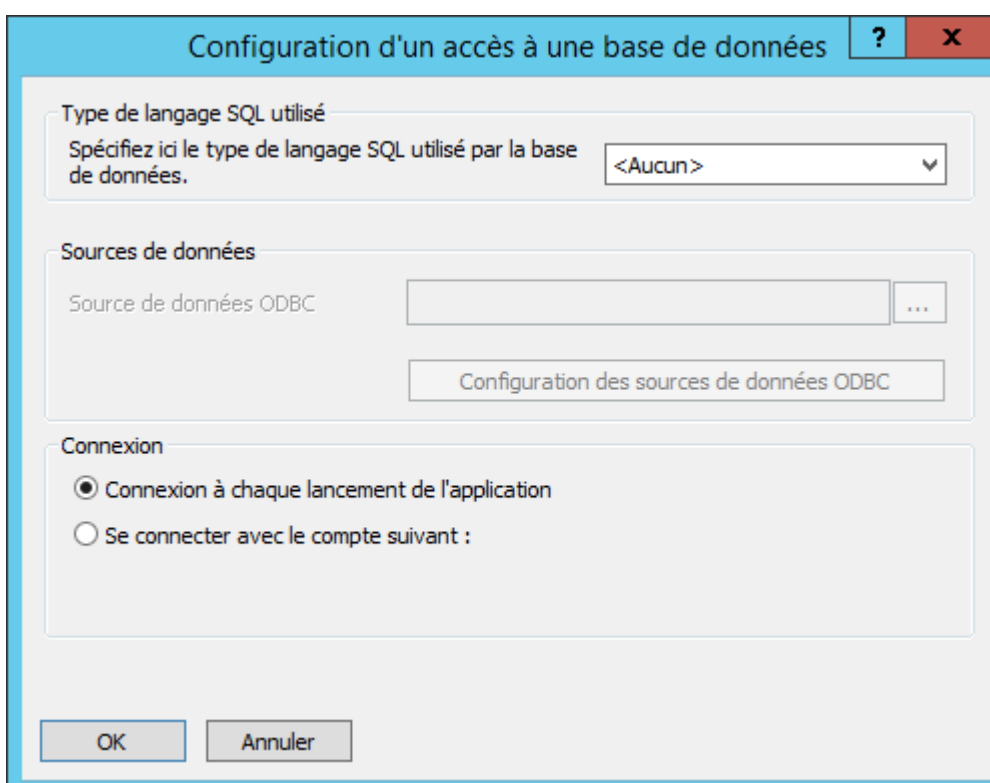 Configuration d'un accès à une base de données
?
x
Type de langage SQL utilisé
Spécifiez ici le type de langage SQL utilisé par la base
de données.
<Aucun>
Sources de données
Source de données ODBC
...
Configuration des sources de données ODBC
Connexion
Connexion à chaque lancement de l'application
Se connecter avec le compte suivant :
OK
Annuler